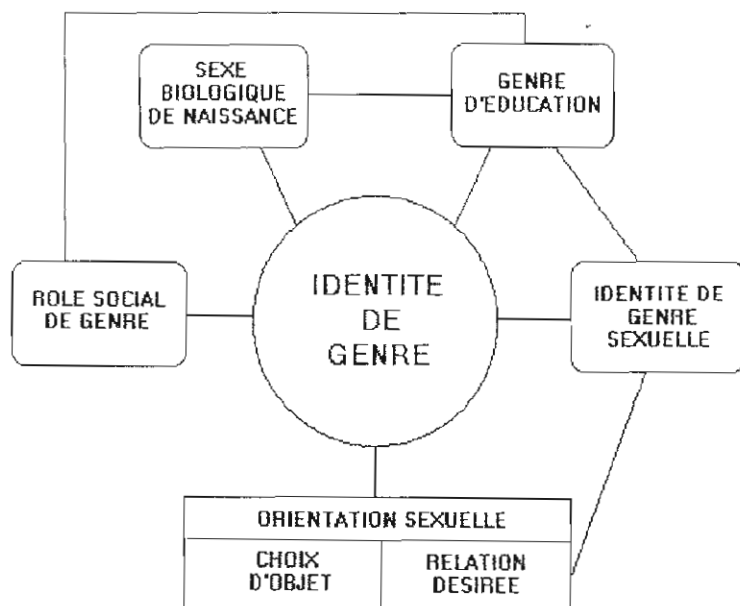 SEXE
BIOLOGIQUE
DE NAISSANCE
GENRE
D'EDUCATION
ROLE SOCIAL
DE GENRE
IDENTITE
DE
GENRE
IDENTITE DE
GENRE
SEXUELLE
ORIENTATION SEXUELLE
CHOIX
D'OBJET
RELATION
DESIREE